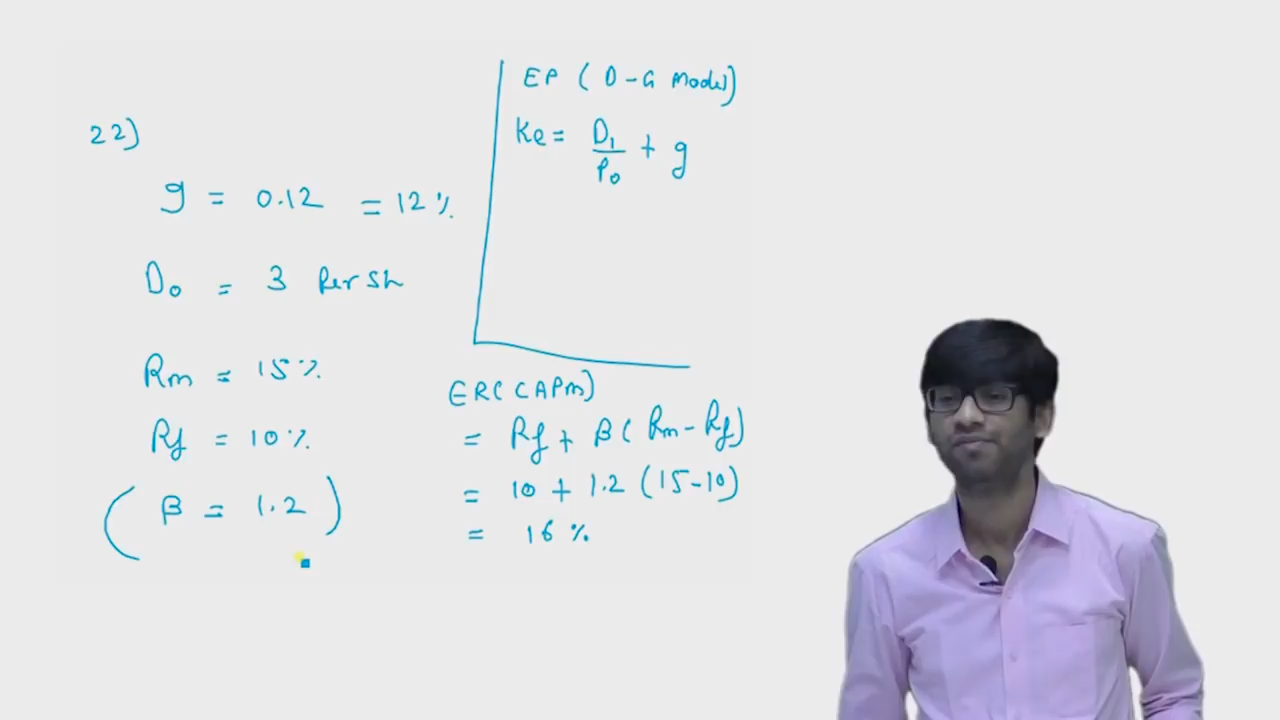 22)
g = 0.12 = 12%
D₀ = 3 Per Sh
Rm = 15%
Rf = 10%
(β = 1.2)
EP (D-G Model)
Ke = D₁/P₀ + g
ER(CAPM)
= Rf + β(Rm - Rf)
= 10 + 1.2 (15-10)
= 16%